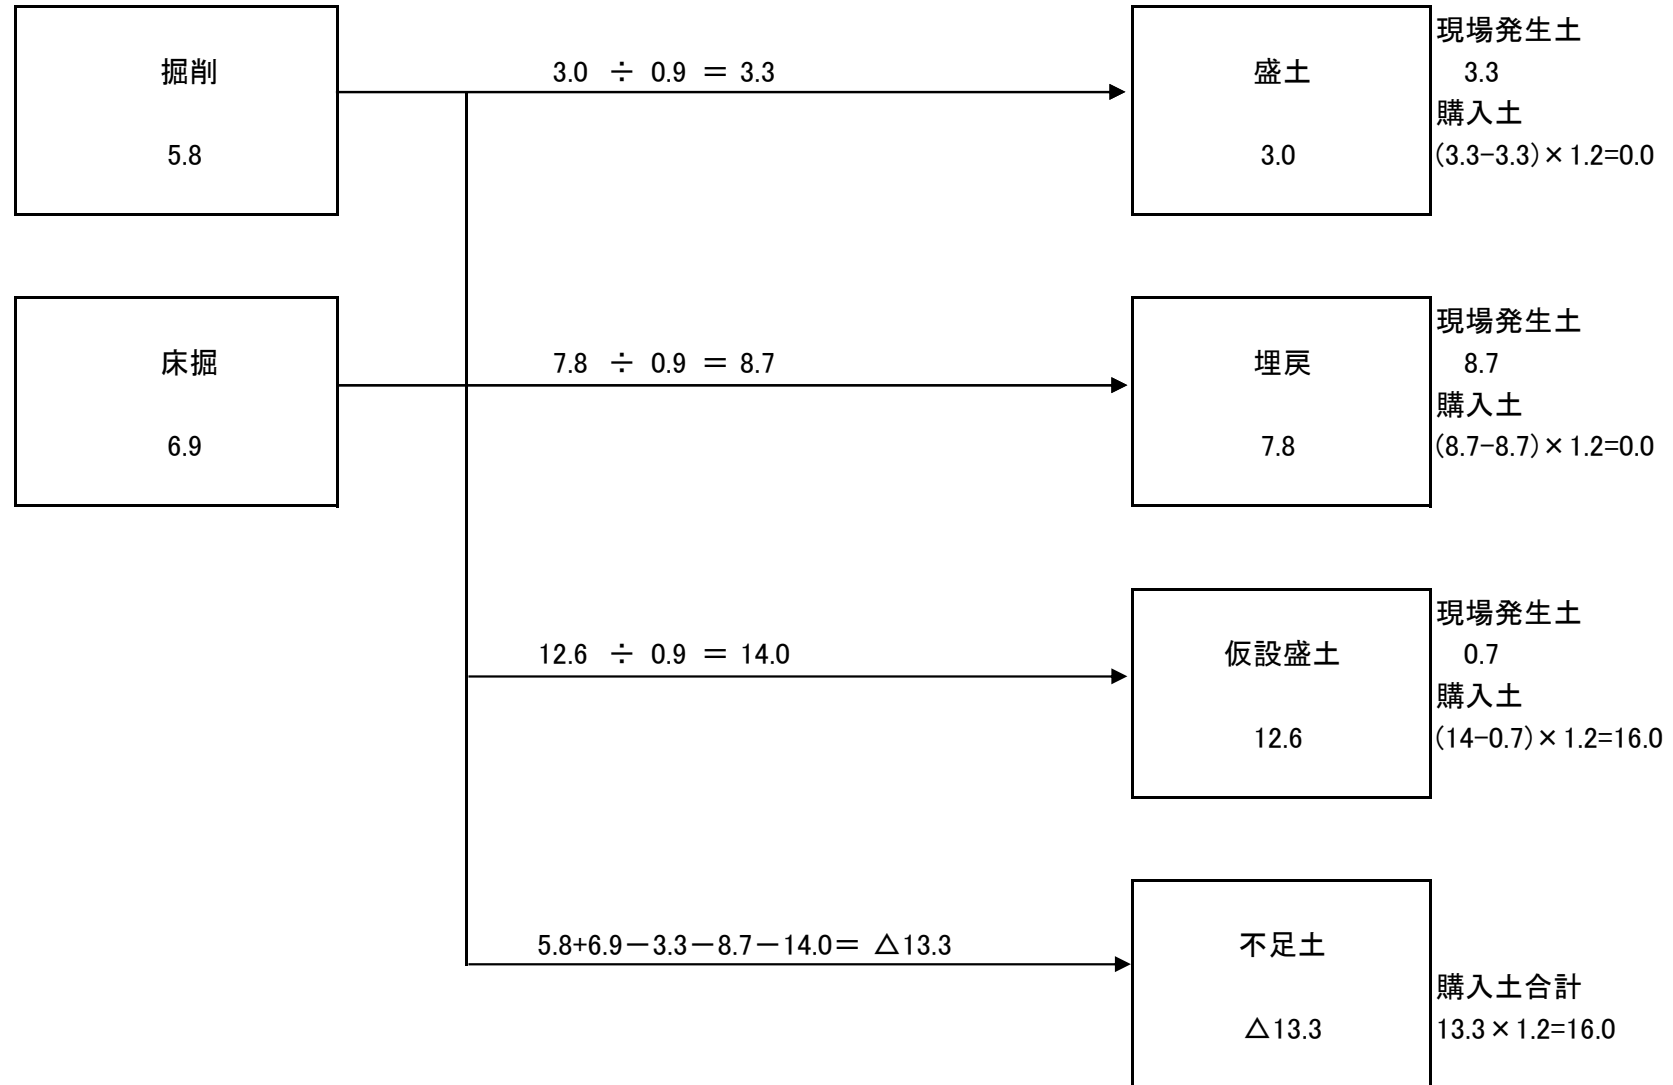 掘削
5.8
3.0 ÷ 0.9 = 3.3
盛土
3.0
現場発生土
3.3
購入土
(3.3-3.3)×1.2=0.0
床掘
6.9
7.8 ÷ 0.9 = 8.7
埋戻
7.8
現場発生土
8.7
購入土
(8.7-8.7)×1.2=0.0
12.6 ÷ 0.9 = 14.0
仮設盛土
12.6
現場発生土
0.7
購入土
(14-0.7)×1.2=16.0
5.8+6.9－3.3－8.7－14.0＝ △13.3
不足土
△13.3
購入土合計
13.3×1.2=16.0